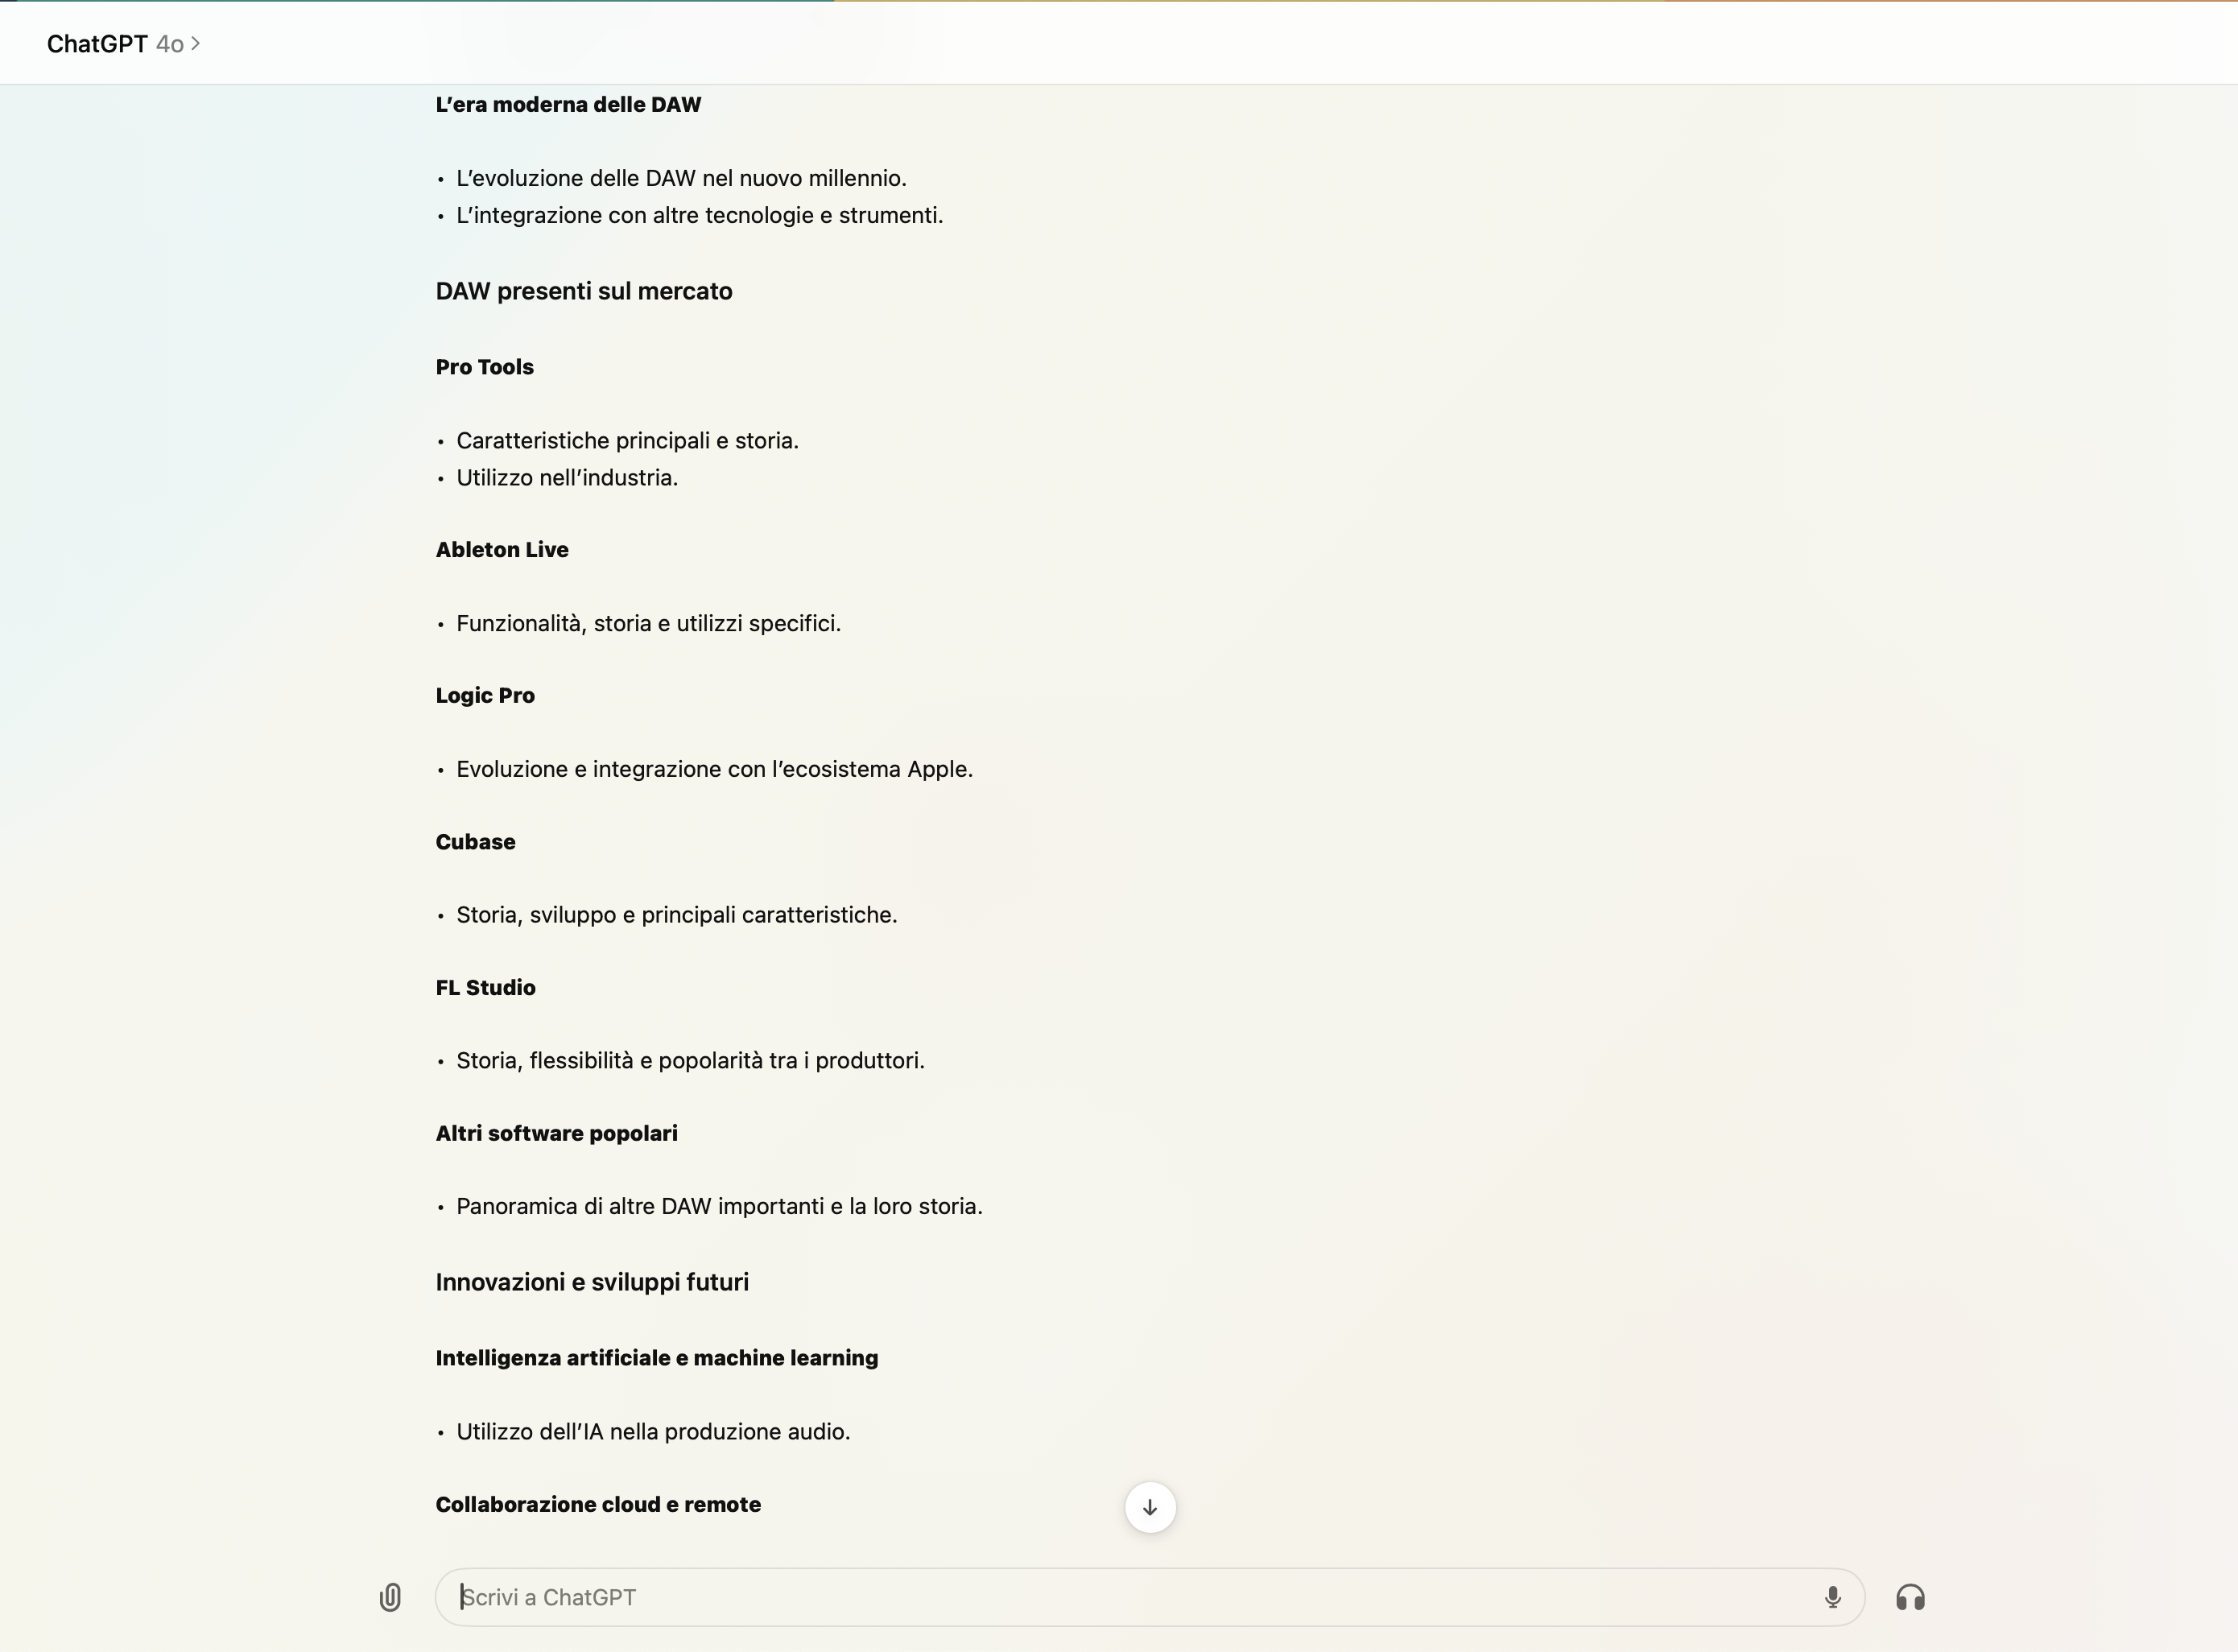 ChatGPT 4o >
L’era moderna delle DAW
• L’evoluzione delle DAW nel nuovo millennio.
• L’integrazione con altre tecnologie e strumenti.
DAW presenti sul mercato
Pro Tools
• Caratteristiche principali e storia.
• Utilizzo nell’industria.
Ableton Live
• Funzionalità, storia e utilizzi specifici.
Logic Pro
• Evoluzione e integrazione con l’ecosistema Apple.
Cubase
• Storia, sviluppo e principali caratteristiche.
FL Studio
• Storia, flessibilità e popolarità tra i produttori.
Altri software popolari
• Panoramica di altre DAW importanti e la loro storia.
Innovazioni e sviluppi futuri
Intelligenza artificiale e machine learning
• Utilizzo dell’IA nella produzione audio.
Collaborazione cloud e remote
Scrivi a ChatGPT